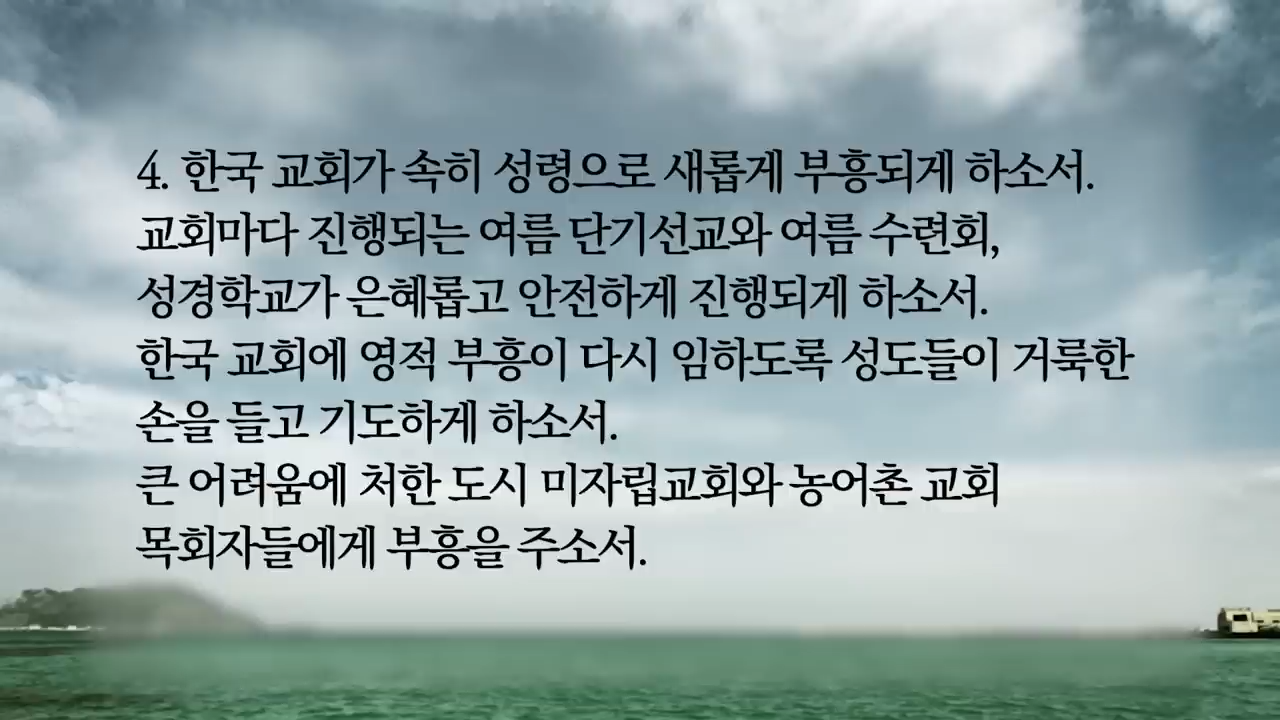 4. 한국 교회가 속히 성령으로 새롭게 부흥되게 하소서.
교회마다 진행되는 여름 단기선교와 여름 수련회,
성경학교가 은혜롭고 안전하게 진행되게 하소서.
한국 교회에 영적 부흥이 다시 임하도록 성도들이 거룩한
손을 들고 기도하게 하소서.
큰 어려움에 처한 도시 미자립교회와 농어촌 교회
목회자들에게 부흥을 주소서.